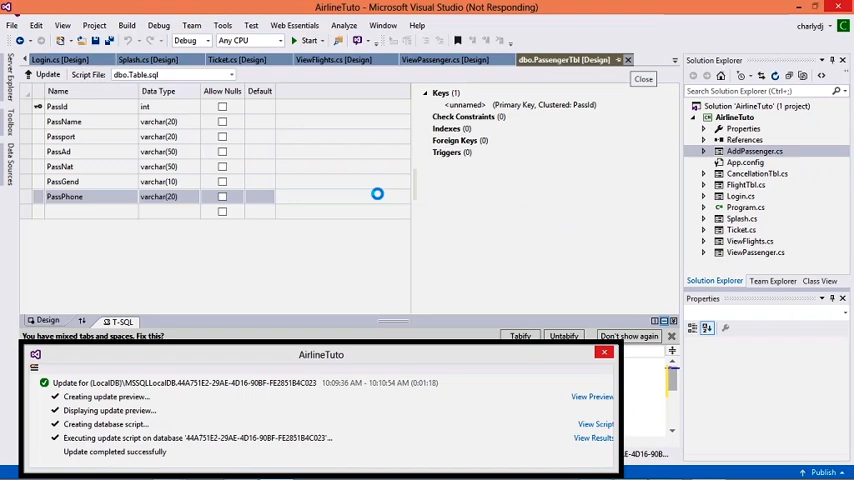 AirlineTuto - Microsoft Visual Studio (Not Responding)
File Edit View Project Build Debug Team Tools Test Web Essentials Analyze Window Help
charlydj
Debug Any CPU Start
Login.cs [Design] Splash.cs [Design] Ticket.cs [Design] ViewFlights.cs [Design] ViewPassenger.cs [Design] dbo.PassengerTbl [Design]
Close
Update Script File: dbo.Table.sql
Name Data Type Allow Nulls Default
PassId int
PassName varchar(20)
Passport varchar(20)
PassAd varchar(50)
PassNat varchar(50)
PassGend varchar(10)
PassPhone varchar(20)
Keys (1)
<unnamed> (Primary Key, Clustered: PassId)
Check Constraints (0)
Indexes (0)
Foreign Keys (0)
Triggers (0)
Design T-SQL
You have mixed tabs and spaces. Fix this? Tabify Untabify Don't show again
AirlineTuto
Update for (LocalDB)\MSSQLLocalDB.44A751E2-29AE-4D16-90BF-FE2851B4C023 10:09:36 AM - 10:10:54 AM (0:01:18)
Creating update preview... View Preview
Displaying update preview...
Creating database script... View Script
Executing update script on database '44A751E2-29AE-4D16-90BF-FE2851B4C023'... View Results
Update completed successfully
Server Explorer
Toolbox
Data Sources
Solution Explorer
Search Solution Explorer (Ctrl+;)
Solution 'AirlineTuto' (1 project)
AirlineTuto
Properties
References
AddPassenger.cs
App.config
CancellationTbl.cs
FlightTbl.cs
Login.cs
Program.cs
Splash.cs
Ticket.cs
ViewFlights.cs
ViewPassenger.cs
Solution Explorer Team Explorer Class View
Properties
Publish